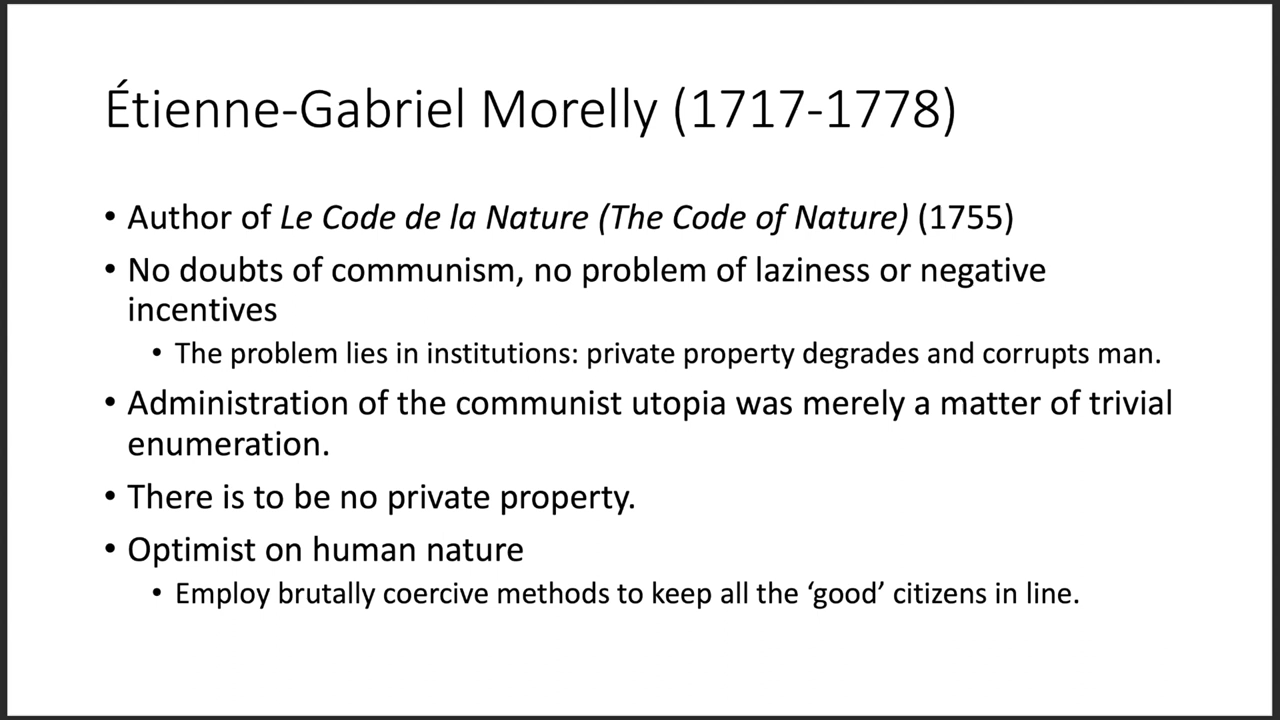 Étienne-Gabriel Morelly (1717-1778)
• Author of Le Code de la Nature (The Code of Nature) (1755)
• No doubts of communism, no problem of laziness or negative
incentives
• The problem lies in institutions: private property degrades and corrupts man.
• Administration of the communist utopia was merely a matter of trivial
enumeration.
• There is to be no private property.
• Optimist on human nature
• Employ brutally coercive methods to keep all the ‘good’ citizens in line.